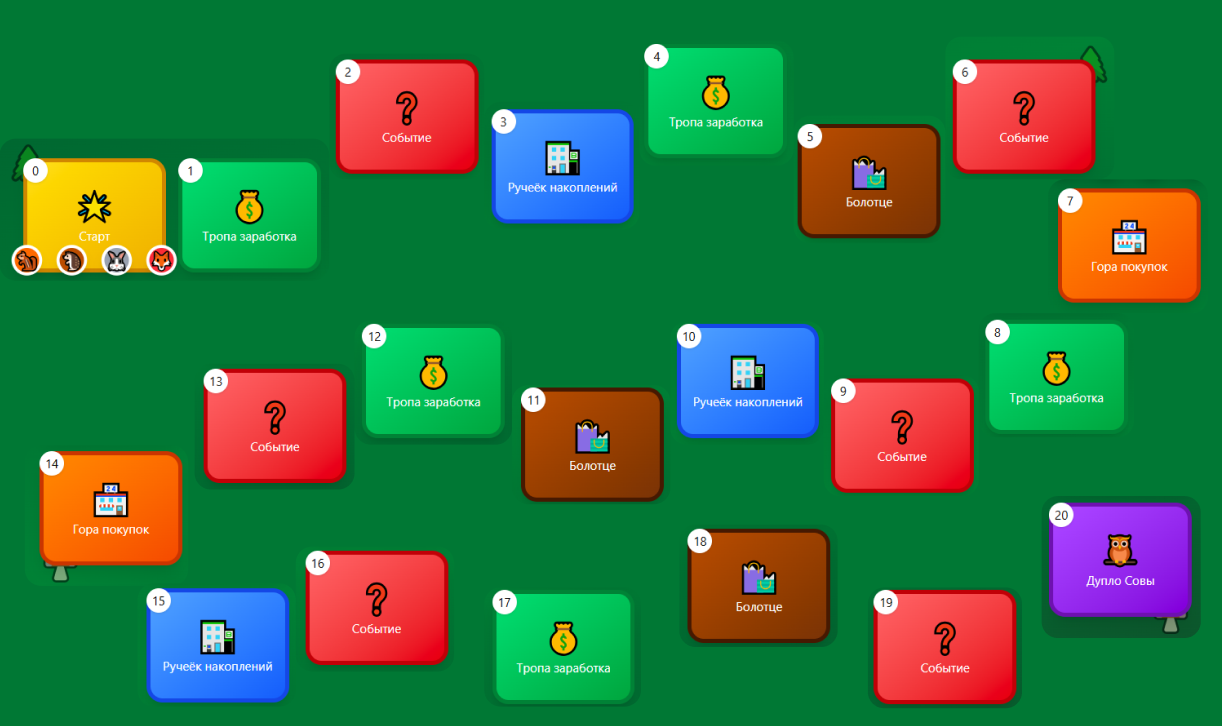 0
Старт
1
Тропа заработка
2
Событие
3
Ручеёк накоплений
4
Тропа заработка
5
Болотце
6
Событие
7
24
Гора покупок
8
Тропа заработка
9
Событие
10
Ручеёк накоплений
11
Болотце
12
Тропа заработка
13
Событие
14
24
Гора покупок
15
Ручеёк накоплений
16
Событие
17
Тропа заработка
18
Болотце
19
Событие
20
Дупло Совы